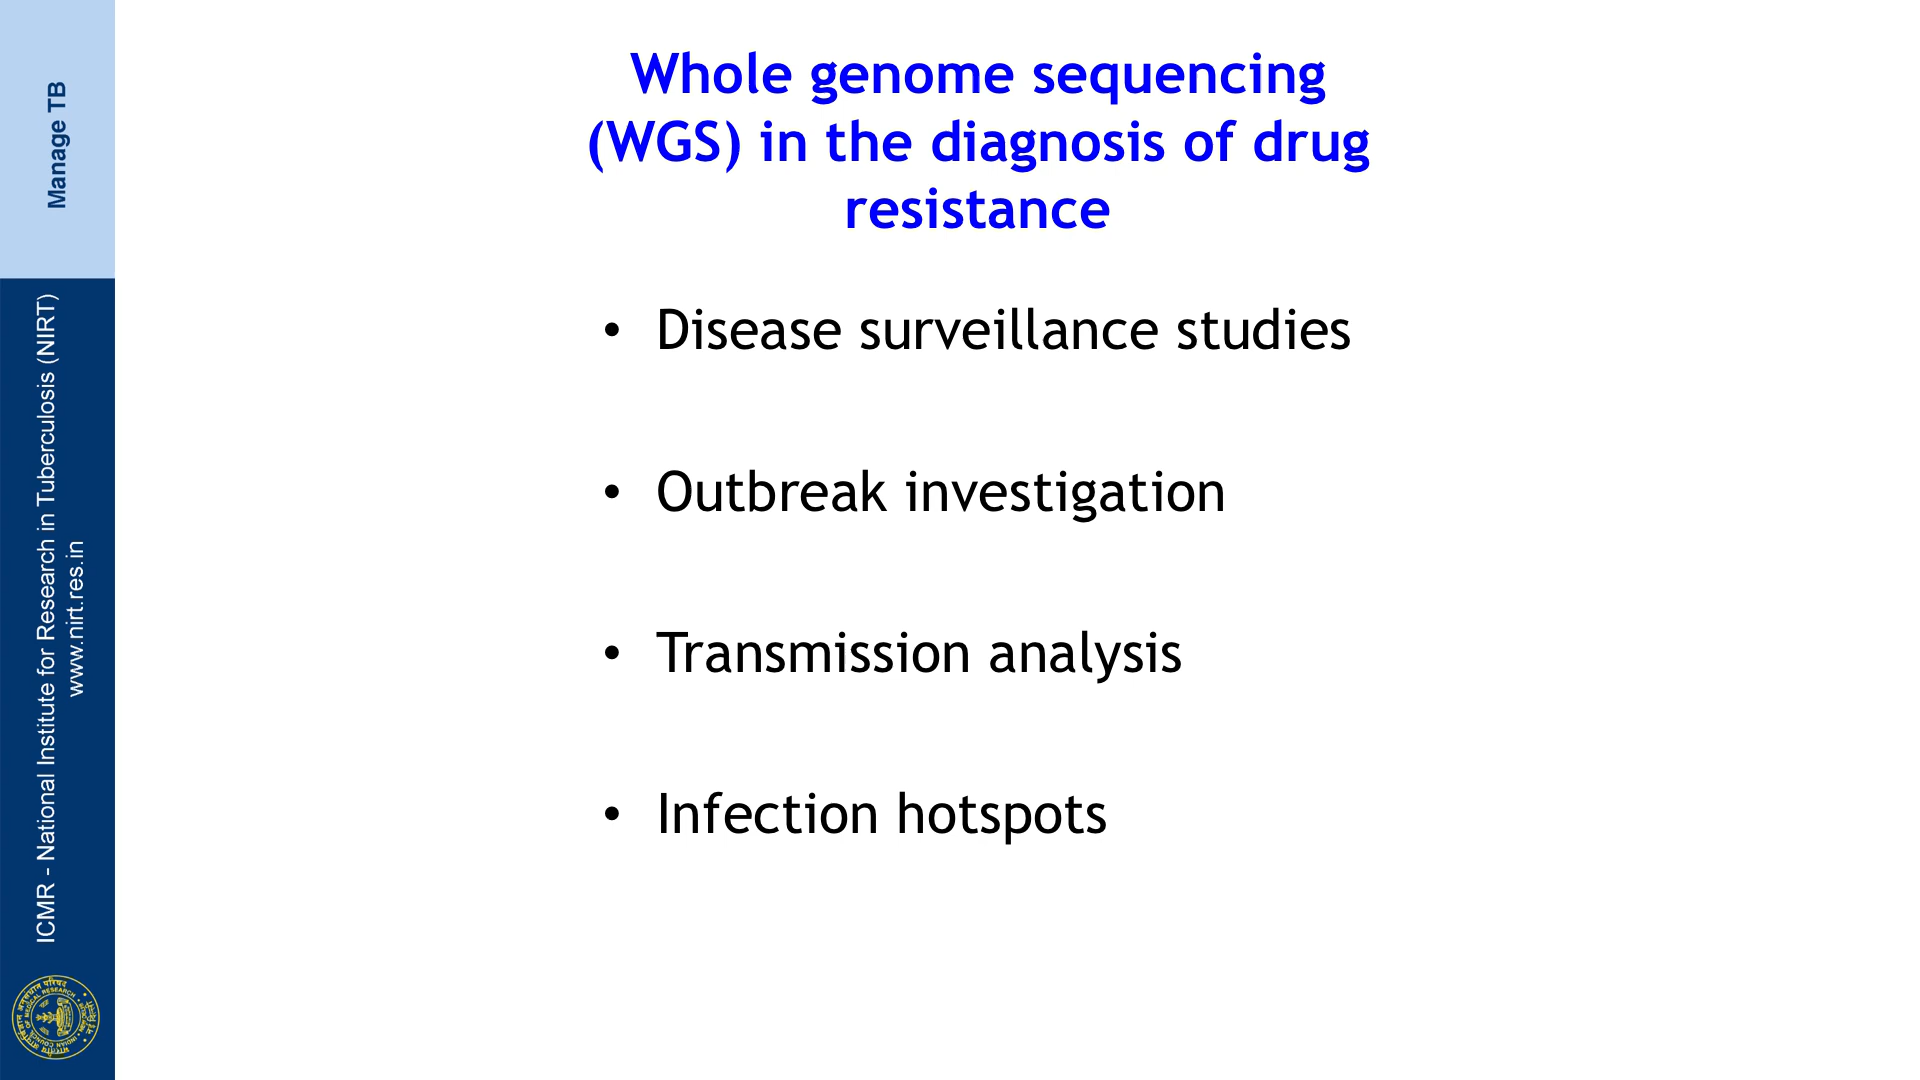 Manage TB
ICMR - National Institute for Research in Tuberculosis (NIRT)
www.nirt.res.in
Whole genome sequencing
(WGS) in the diagnosis of drug
resistance
• Disease surveillance studies
• Outbreak investigation
• Transmission analysis
• Infection hotspots